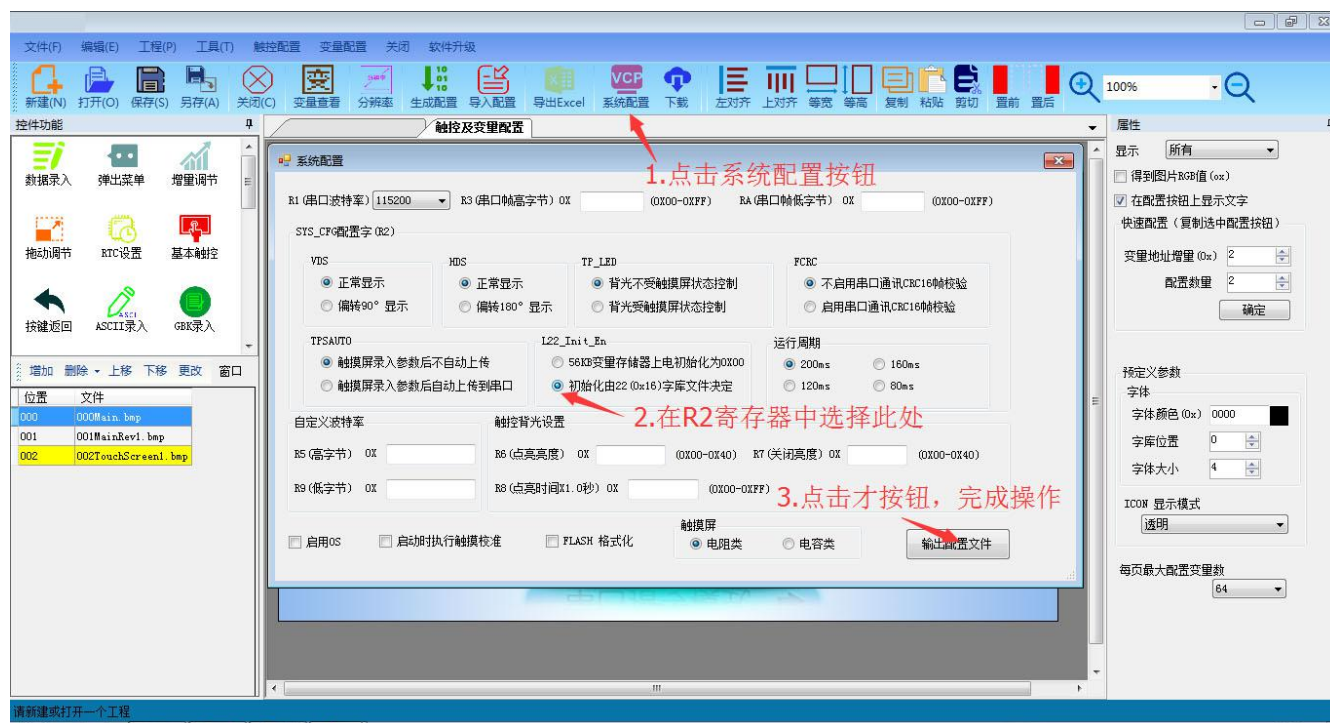 文件(F) 编辑(E) 工程(P) 工具(T) 触控配置 变量配置 关闭 软件升级
新建(N) 打开(O) 保存(S) 另存(A) 关闭(C) 变量查看 分辨率 生成配置 导入配置 导出Excel 系统配置 下载 左对齐 上对齐 等宽 等高 复制 粘贴 剪切 置前 置后 100%
VCP
控件功能
数据录入 弹出菜单 增量调节
拖动调节 RTC设置 基本触控
按键返回 ASCII录入 GBK录入
增加 删除 上移 下移 更改 窗口
位置 文件
000 000Main.bmp
001 001MainRev1.bmp
002 002TouchScreen1.bmp
触控及变量配置
系统配置
1.点击系统配置按钮
R1(串口波特率) 115200 R3(串口帧高字节) 0X (0X00-0XFF) RA(串口帧低字节) 0X (0X00-0XFF)
SYS_CFG配置字(R2)
VDS HDS TP_LED FCRC
正常显示 正常显示 背光不受触摸屏状态控制 不启用串口通讯CRC16帧校验
偏转90° 显示 偏转180° 显示 背光受触摸屏状态控制 启用串口通讯CRC16帧校验
TPSAUTO L22_Init_En 运行周期
触摸屏录入参数后不自动上传 56KB变量存储器上电初始化为0X00 200ms 160ms
触摸屏录入参数后自动上传到串口 初始化由22(0x16)字库文件决定 120ms 80ms
2.在R2寄存器中选择此处
自定义波特率 触控背光设置
R5(高字节) 0X R6(点亮亮度) 0X (0X00-0X40) R7(关闭亮度) 0X (0X00-0X40)
R9(低字节) 0X R8(点亮时间X1.0秒) 0X (0X00-0XFF)
3.点击才按钮，完成操作
触摸屏
启用OS 启动时执行触摸校准 FLASH 格式化 电阻类 电容类 输出配置文件
属性
显示 所有
得到图片RGB值(ox)
在配置按钮上显示文字
快速配置（复制选中配置按钮）
变量地址增量(0x) 2
配置数量 2
确定
预定义参数
字体
字体颜色(0x) 0000
字库位置 0
字体大小 4
ICON 显示模式
透明
每页最大配置变量数
64
请新建或打开一个工程